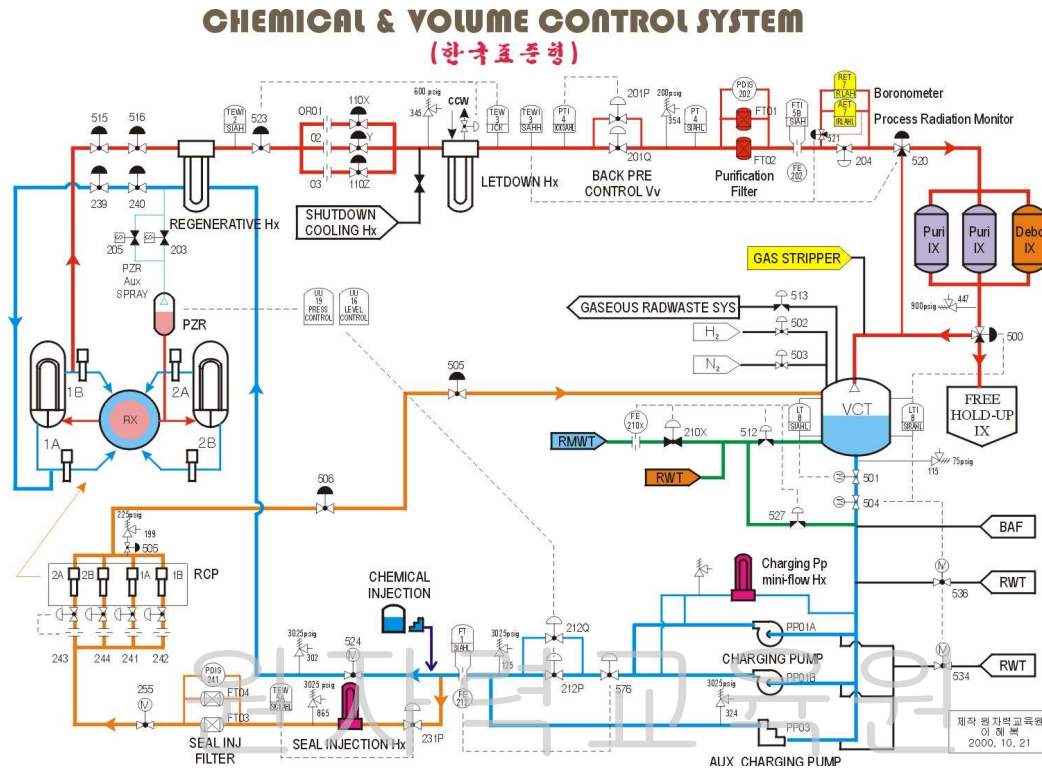 CHEMICAL & VOLUME CONTROL SYSTEM
(한국표준형)
515
516
523
TEW1
2
SIAH
OR01
02
03
110X
Y
110Z
600 psig
345
CCW
TEW
3
ICK
TEW1
3
SAHH
PT1
4
201P
201Q
200psig
354
PT
4
SIAHL
PDIS
202
FT01
FT02
FT1
5B
SIAH
FE
202
RET
7
RLAH
AET
7
521
204
520
Boronometer
Process Radiation Monitor
239
240
REGENERATIVE Hx
LETDOWN Hx
BACK PRE
CONTROL Vv
Purification
Filter
SHUTDOWN
COOLING Hx
S
S
205
203
PZR
Aux
SPRAY
PZR
UU
19
PRESS
CONTROL
UU
16
LEVEL
CONTROL
Puri
IX
Puri
IX
Debo
IX
GAS STRIPPER
GASEOUS RADWASTE SYS
H2
N2
513
502
503
900psig
447
500
FREE
HOLD-UP
IX
1B
2A
1A
2B
RX
505
VCT
LT
8
SIAHL
LT1
8
FE
210X
RMWT
210X
512
RWT
115
75psig
501
504
527
BAF
506
225psig
199
505
2A
2B
1A
1B
RCP
243
244
241
242
CHEMICAL
INJECTION
Charging Pp
mini-flow Hx
M
536
RWT
PP01A
CHARGING PUMP
PP01B
M
534
RWT
3025psig
302
524
M
FT
1
SIAHL
3025psig
125
FE
212
212Q
212P
576
3025psig
324
PP03
AUX. CHARGING PUMP
255
M
PDIS
241
FT04
FT03
SEAL INJ
FILTER
TEW
3025 psig
865
SEAL INJECTION Hx
231P
원자력교육원
제작 원자력교육원
이 혜 복
2000. 10. 21